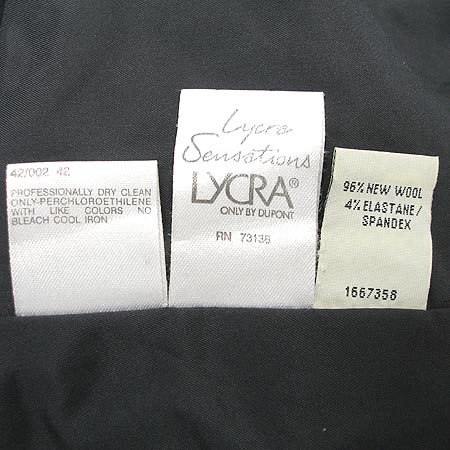 42/002 42
PROFESSIONALLY DRY CLEAN
ONLY-PERCHLOROETHILENE
WITH LIKE COLORS NO
BLEACH COOL IRON
Lycra
Sensations
LYCRA®
ONLY BY DUPONT
RN 73136
96% NEW WOOL
4% ELASTANE/
SPANDEX
1667358